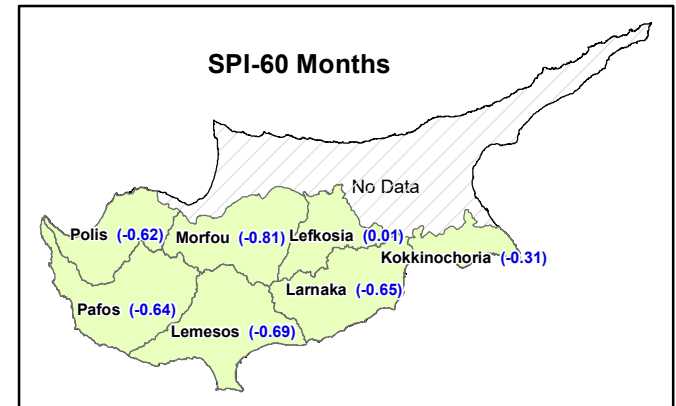 SPI-60 Months
No Data
Polis (-0.62)
Morfou (-0.81)
Lefkosia (0.01)
Kokkinochoria (-0.31)
Larnaka (-0.65)
Pafos (-0.64)
Lemesos (-0.69)